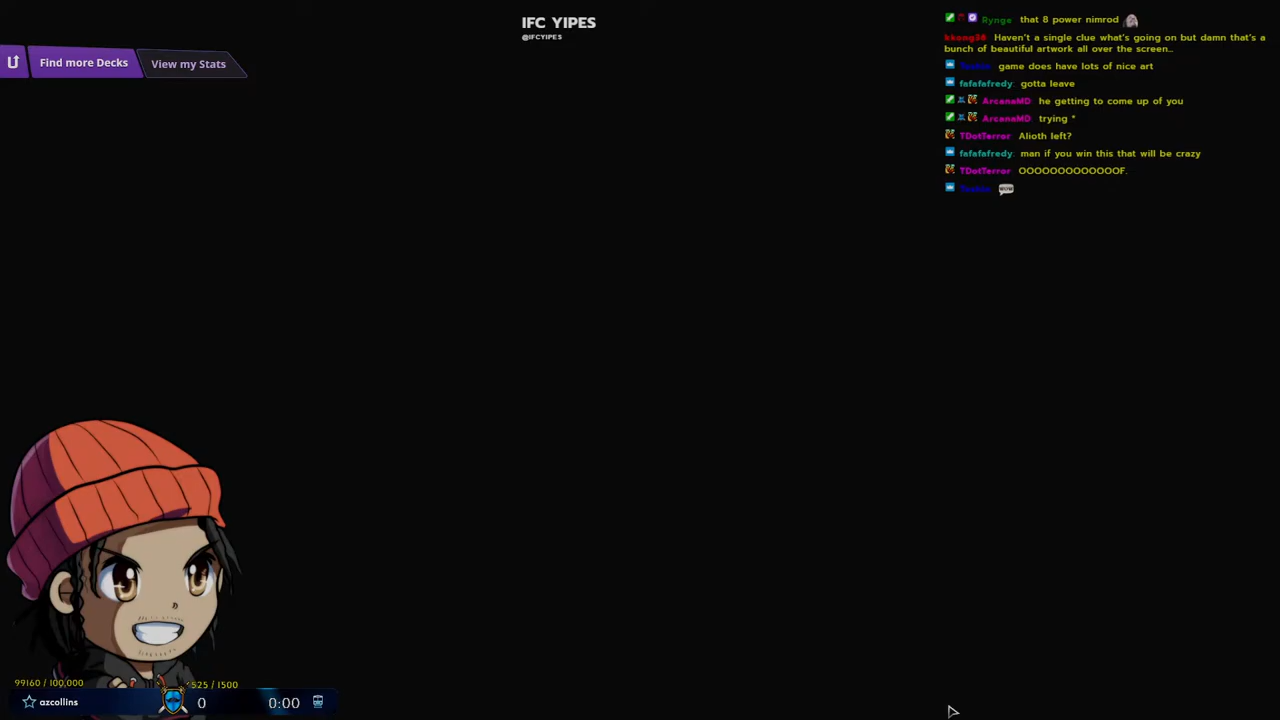 IFC YIPES
@IFCYIPES
Find more Decks
View my Stats
Rynge that 8 power nimrod
kkong26 Haven't a single clue what's going on but damn that's a
bunch of beautiful artwork all over the screen...
game does have lots of nice art
fafafafredy: gotta leave
ArcanaMD he getting to come up of you
ArcanaMD trying *
TDotTerror Alioth left?
fafafafredy: man if you win this that will be crazy
TDotTerror OOOOOOOOOOOOOF.
WOW
99160 / 100,000
525 / 1500
azcollins
0
0:00